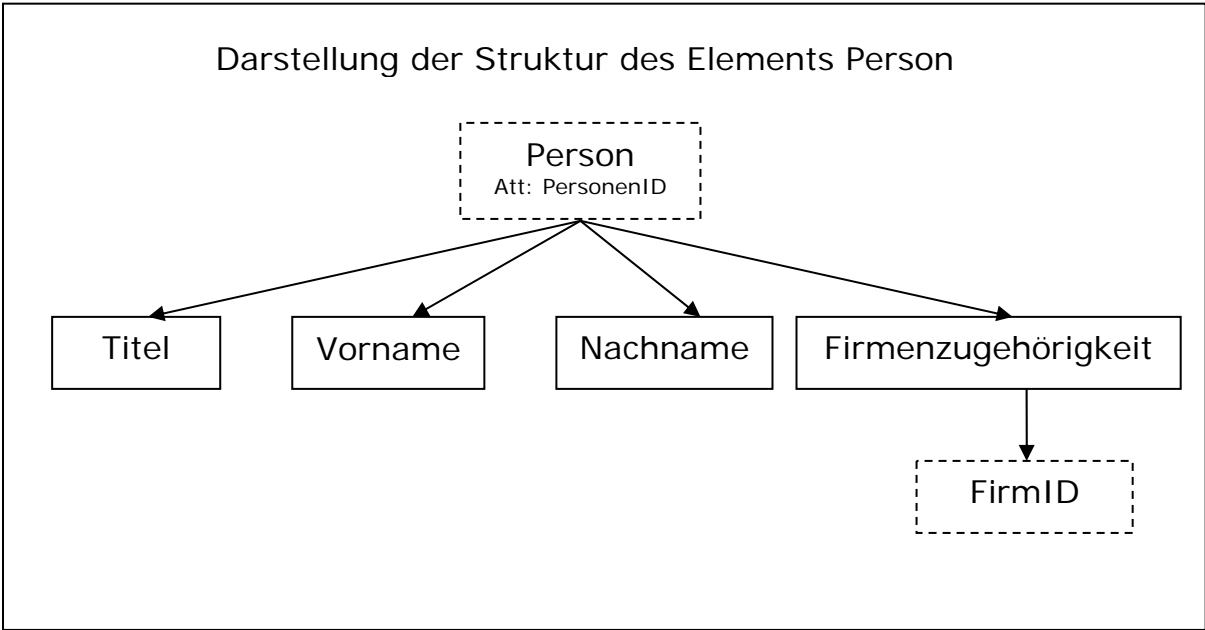 Darstellung der Struktur des Elements Person
Person
Att: PersonenID
Titel
Vorname
Nachname
Firmenzugehörigkeit
FirmID